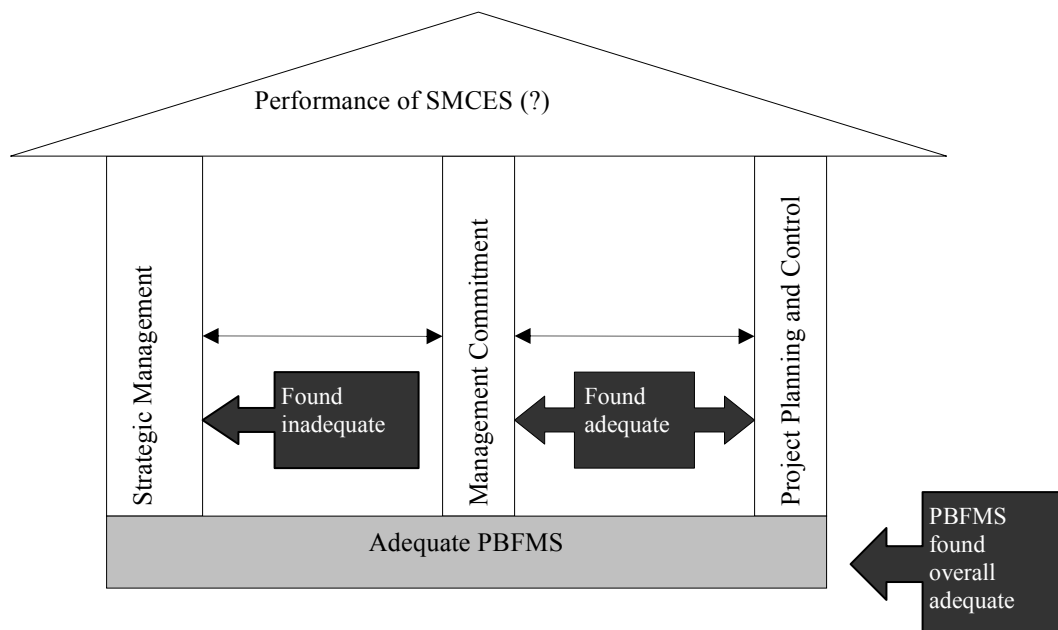 Performance of SMCES (?)
Strategic Management
Management Commitment
Project Planning and Control
Found
inadequate
Found
adequate
Adequate PBFMS
PBFMS
found
overall
adequate